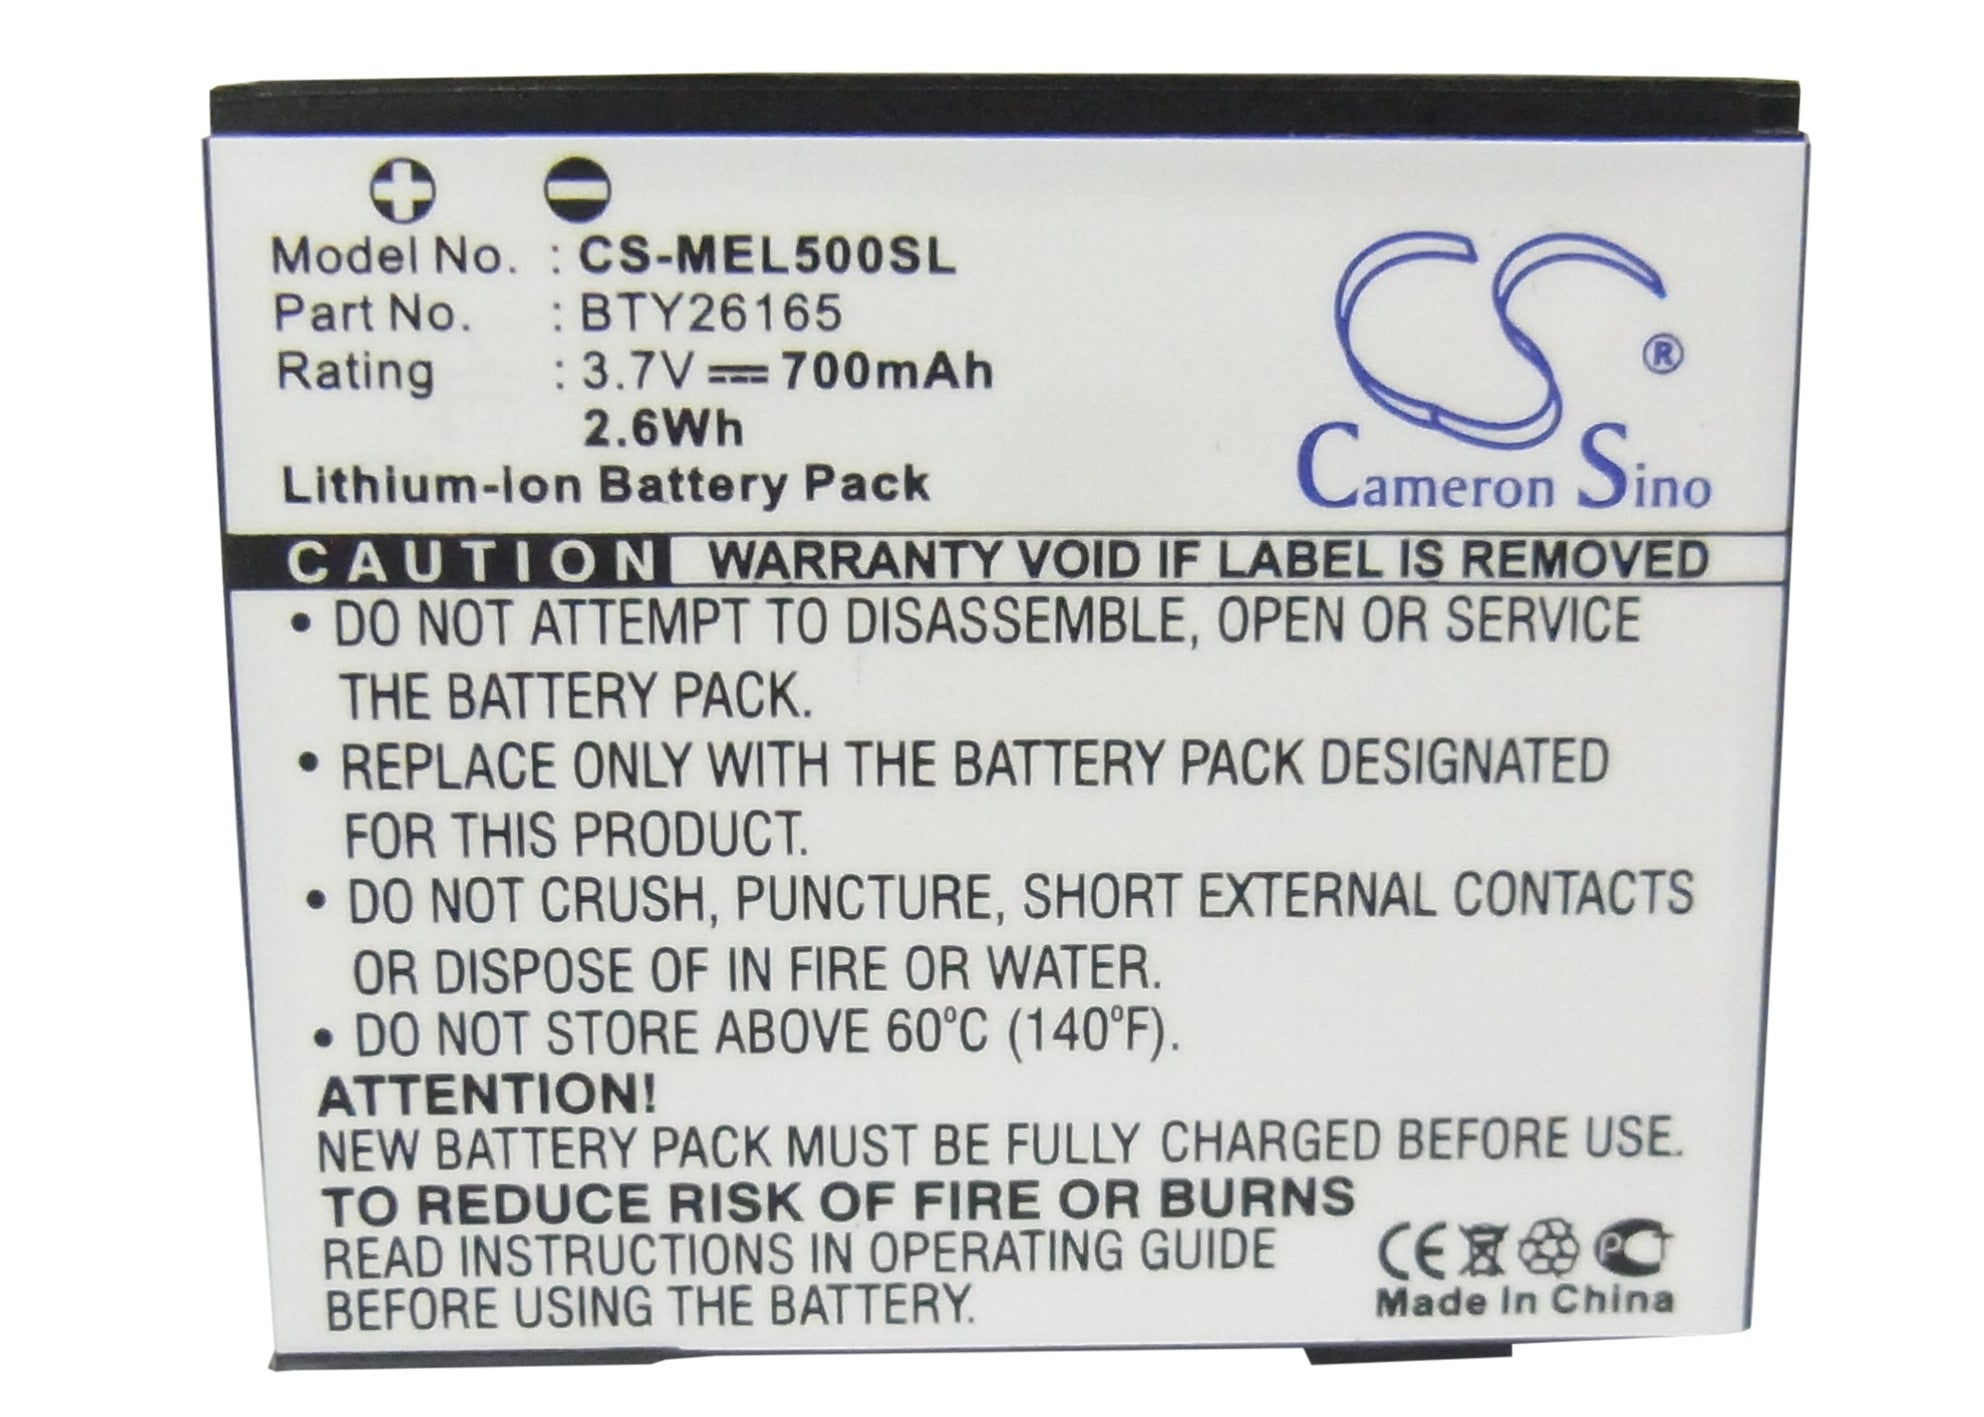 Model No. : CS-MEL500SL
Part No. : BTY26165
Rating : 3.7V 700mAh
2.6Wh
Lithium-Ion Battery Pack
CS ®
Cameron Sino
CAUTION WARRANTY VOID IF LABEL IS REMOVED
• DO NOT ATTEMPT TO DISASSEMBLE, OPEN OR SERVICE
THE BATTERY PACK.
• REPLACE ONLY WITH THE BATTERY PACK DESIGNATED
FOR THIS PRODUCT.
• DO NOT CRUSH, PUNCTURE, SHORT EXTERNAL CONTACTS
OR DISPOSE OF IN FIRE OR WATER.
• DO NOT STORE ABOVE 60°C (140°F).
ATTENTION!
NEW BATTERY PACK MUST BE FULLY CHARGED BEFORE USE.
TO REDUCE RISK OF FIRE OR BURNS
READ INSTRUCTIONS IN OPERATING GUIDE
BEFORE USING THE BATTERY.
CE PC
Made In China